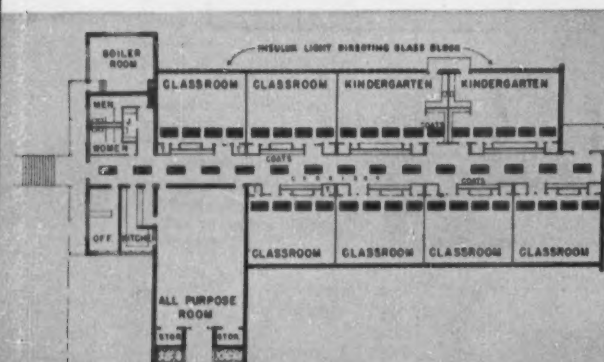 INSULUX LIGHT DIRECTING GLASS BLOCK
BOILER
ROOM
CLASSROOM CLASSROOM KINDERGARTEN KINDERGARTEN
MEN
COATS
WOMEN
COATS
CORRIDOR
COATS
OFF. KITCHEN
CLASSROOM CLASSROOM CLASSROOM CLASSROOM
ALL PURPOSE
ROOM
STOR. STOR.